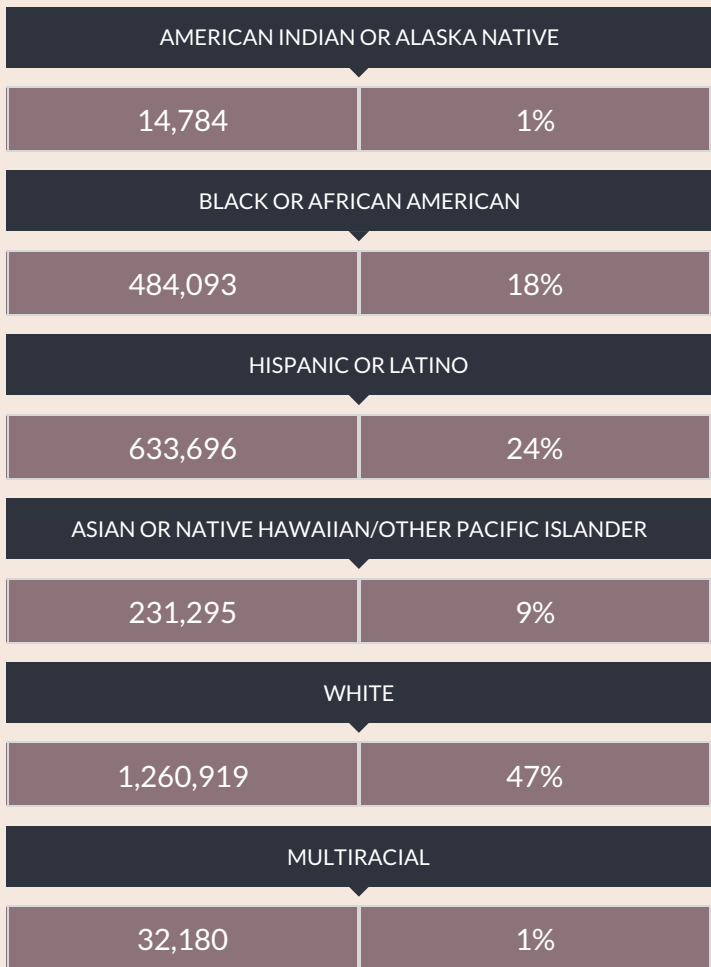 AMERICAN INDIAN OR ALASKA NATIVE
14,784 1%
BLACK OR AFRICAN AMERICAN
484,093 18%
HISPANIC OR LATINO
633,696 24%
ASIAN OR NATIVE HAWAIIAN/OTHER PACIFIC ISLANDER
231,295 9%
WHITE
1,260,919 47%
MULTIRACIAL
32,180 1%